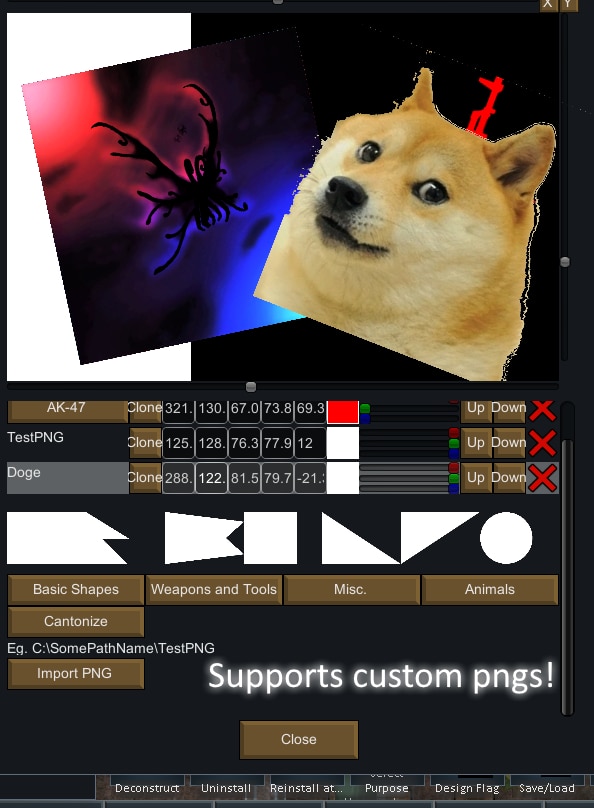 X Y
AK-47 Clone 321. 130. 67.0 73.8 69.3 Up Down
TestPNG Clone 125. 128. 76.3 77.9 12 Up Down
Doge Clone 288. 122. 81.5 79.7 -21. Up Down
Basic Shapes Weapons and Tools Misc. Animals
Cantonize
Eg. C:\SomePathName\TestPNG
Import PNG
Supports custom pngs!
Close
Deconstruct Uninstall Reinstall at... Purpose Design Flag Save/Load